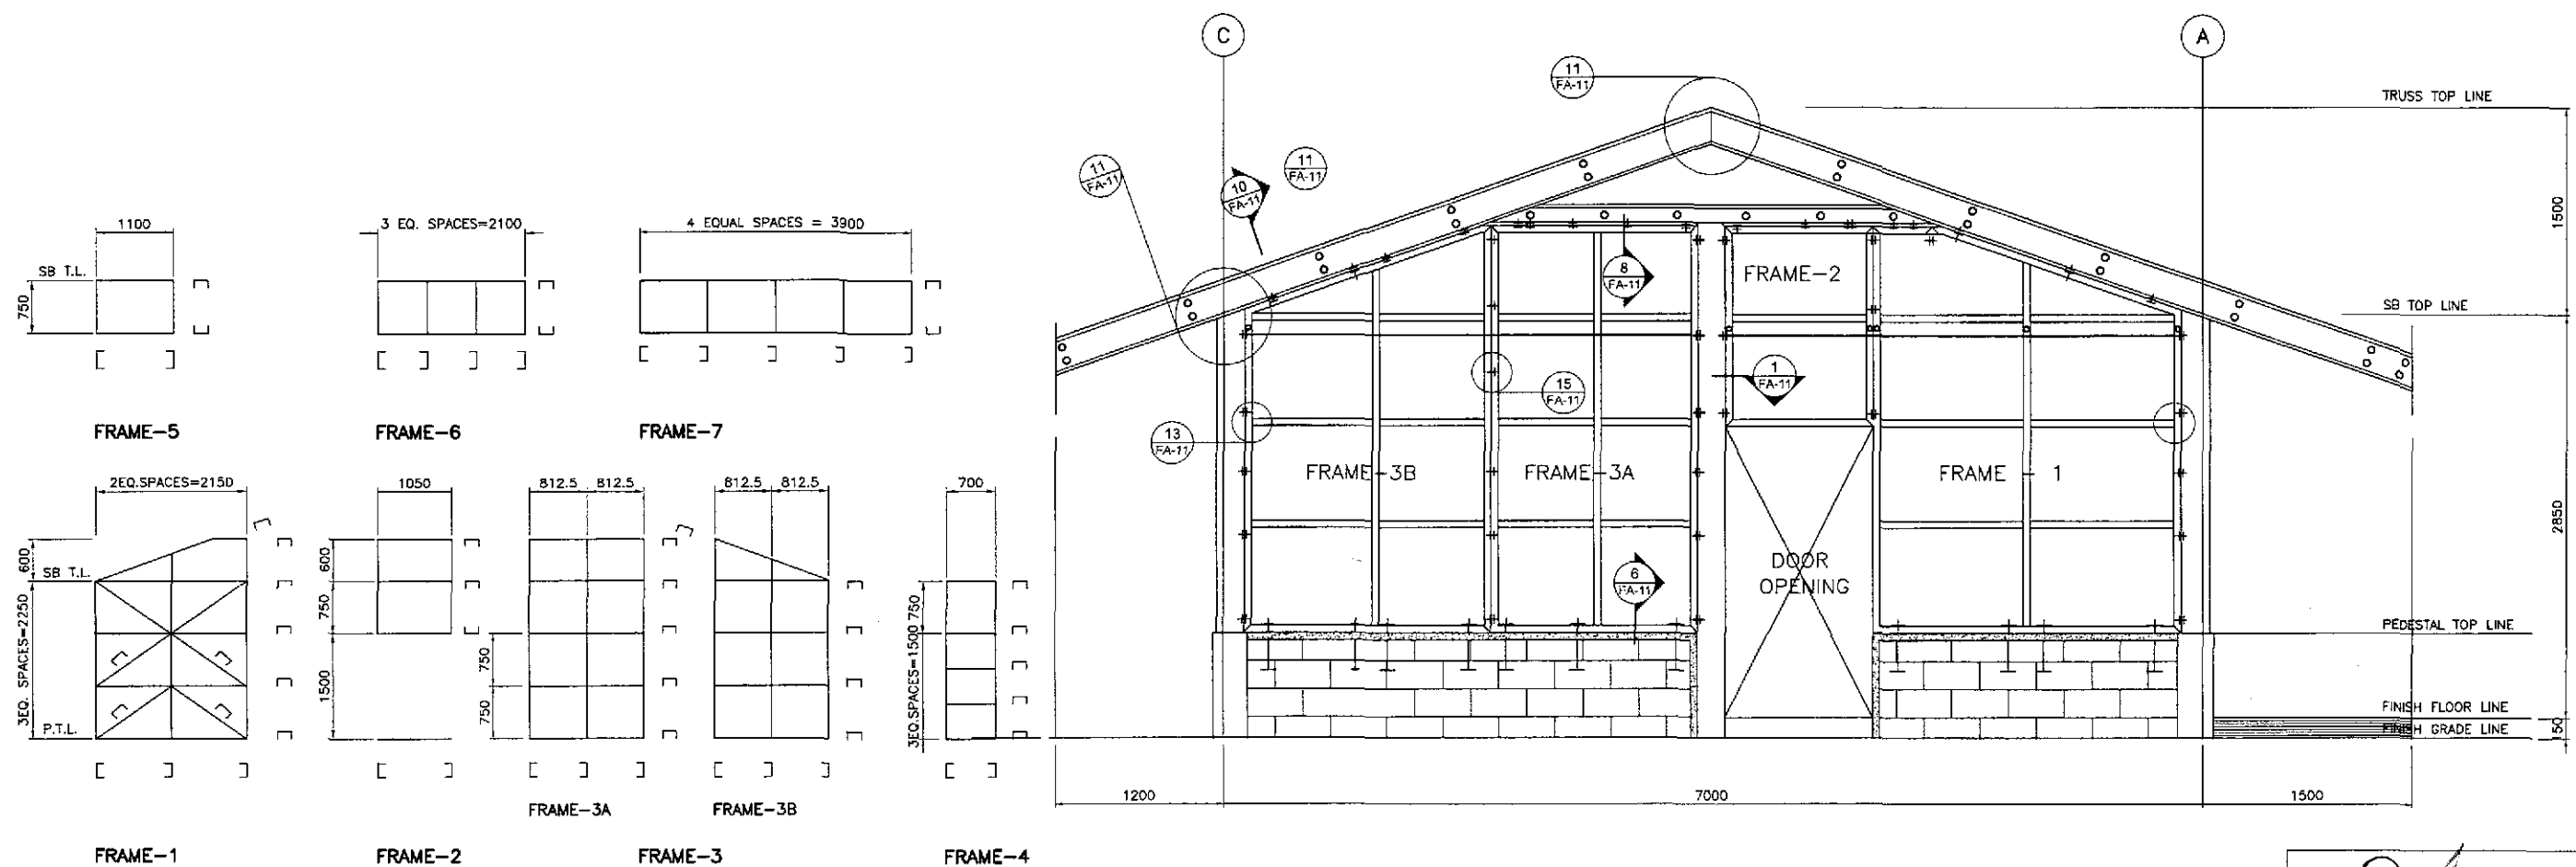 C
A
11
FA-11
TRUSS TOP LINE
11
FA-11
11
FA-11
10
FA-11
1500
1100
3 EQ. SPACES=2100
4 EQUAL SPACES = 3900
SB T.L.
750
8
FA-11
FRAME-2
SB TOP LINE
1
FA-11
15
FA-11
FRAME-5
FRAME-6
FRAME-7
13
FA-11
FRAME-3B
FRAME-3A
FRAME - 1
2EQ.SPACES=2150
1050
812.5
812.5
812.5
812.5
700
2850
600
SB T.L.
3EQ. SPACES=2250
P.T.L.
600
750
1500
750
750
750
3EQ.SPACES=1500
DOOR
OPENING
6
FA-11
PEDESTAL TOP LINE
FINISH FLOOR LINE
FINISH GRADE LINE
150
1200
7000
1500
FRAME-3A
FRAME-3B
FRAME-1
FRAME-2
FRAME-3
FRAME-4